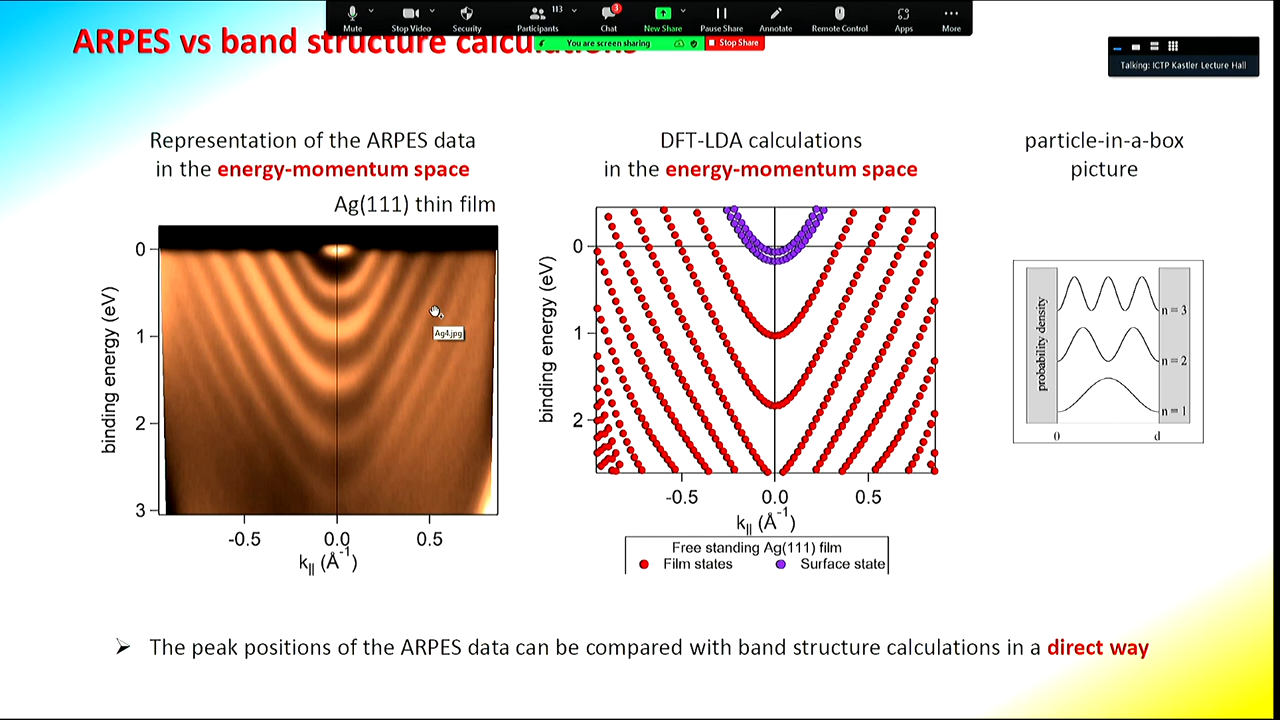 Mute
Stop Video
Security
Participants
113
Chat
3
New Share
Pause Share
Annotate
Remote Control
Apps
More
You are screen sharing
Stop Share
Talking: ICTP Kastler Lecture Hall
ARPES vs band structure calculations
Representation of the ARPES data
in the energy-momentum space
Ag(111) thin film
binding energy (eV)
0
1
2
3
-0.5
0.0
0.5
k|| (Å-1)
Ag4.jpg
DFT-LDA calculations
in the energy-momentum space
binding energy (eV)
0
1
2
-0.5
0.0
0.5
k|| (Å-1)
Free standing Ag(111) film
Film states
Surface state
particle-in-a-box
picture
probability density
n = 3
n = 2
n = 1
0
d
➢ The peak positions of the ARPES data can be compared with band structure calculations in a direct way